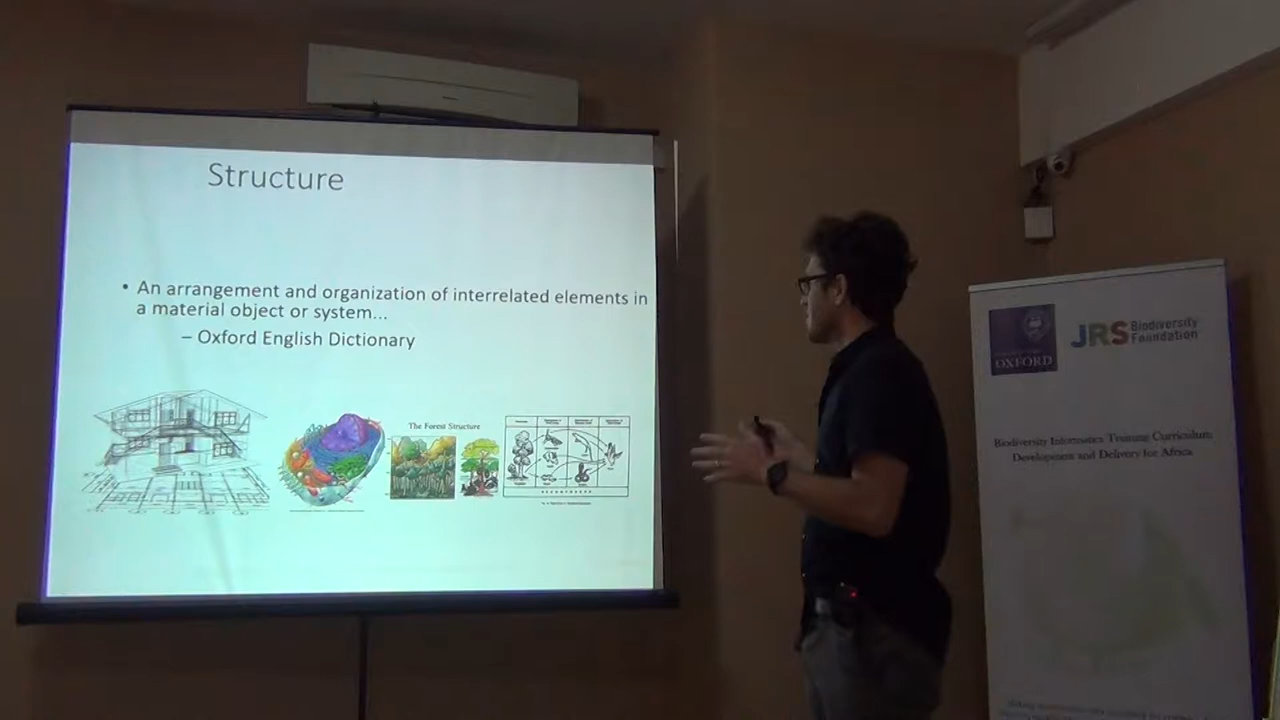 Structure
• An arrangement and organization of interrelated elements in
a material object or system...
– Oxford English Dictionary
The Forest Structure
OXFORD
JRS Biodiversity
Foundation
Biodiversity Informatics Training Curriculum
Development and Delivery for Africa